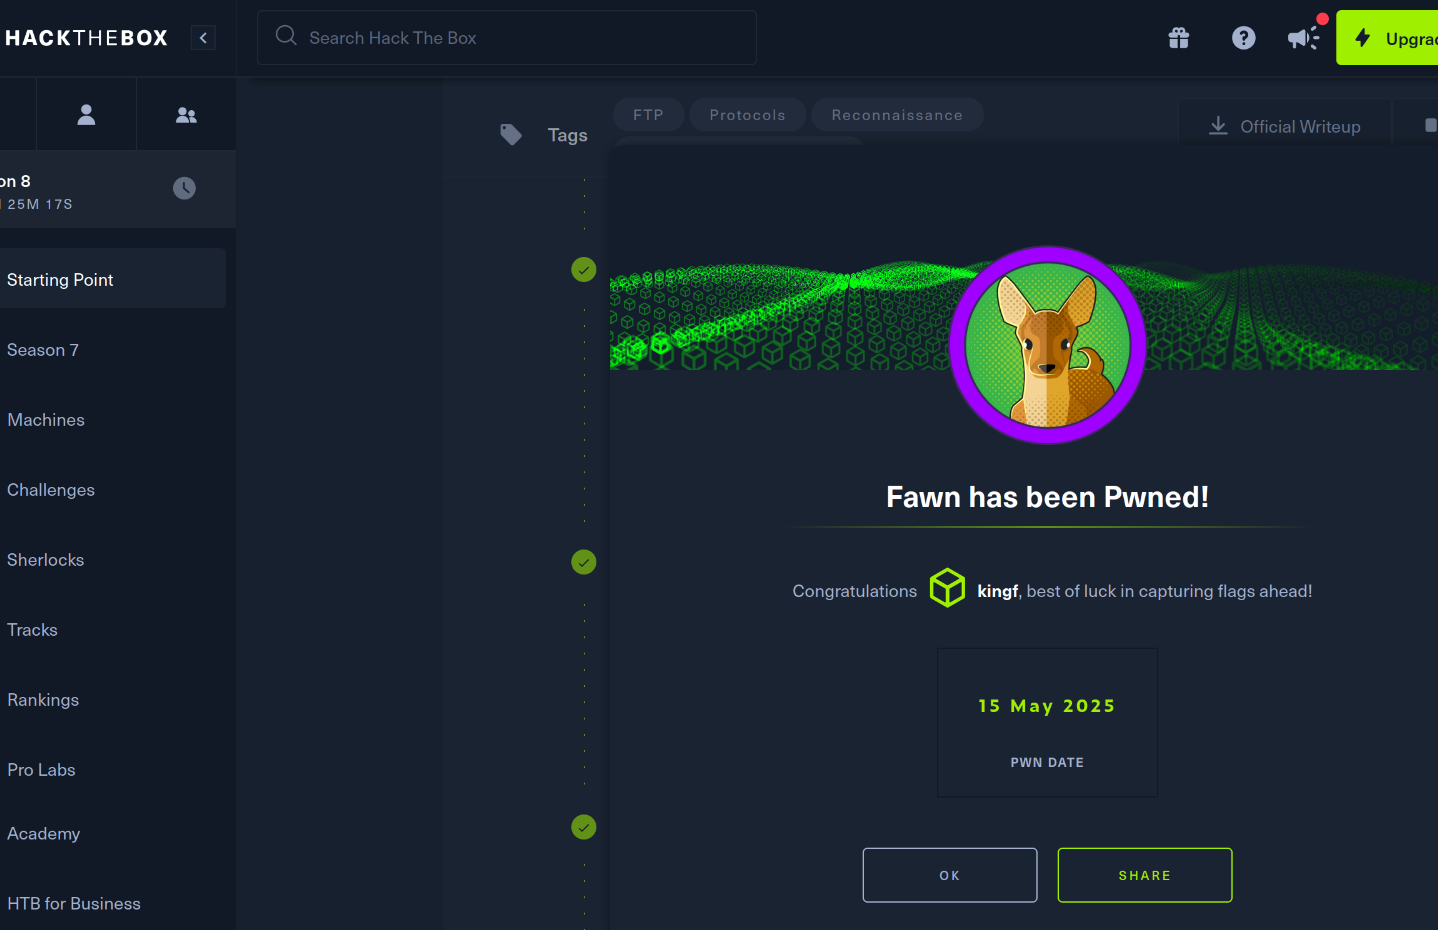 HACKTHEBOX
Search Hack The Box
Upgrad
on 8
25M 17S
Starting Point
Season 7
Machines
Challenges
Sherlocks
Tracks
Rankings
Pro Labs
Academy
HTB for Business
Tags
FTP
Protocols
Reconnaissance
Official Writeup
Fawn has been Pwned!
Congratulations kingf, best of luck in capturing flags ahead!
15 May 2025
PWN DATE
OK
SHARE